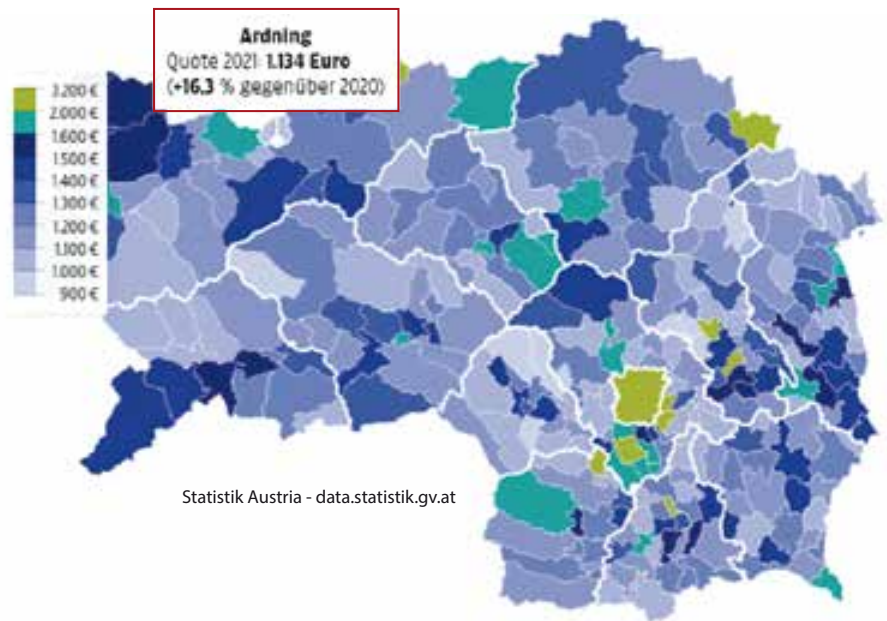 Ardning
Quote 2021: 1.134 Euro
(+16,3 % gegenüber 2020)
3.200 €
2.000 €
1.600 €
1.500 €
1.400 €
1.300 €
1.200 €
1.100 €
1.000 €
900 €
Statistik Austria - data.statistik.gv.at